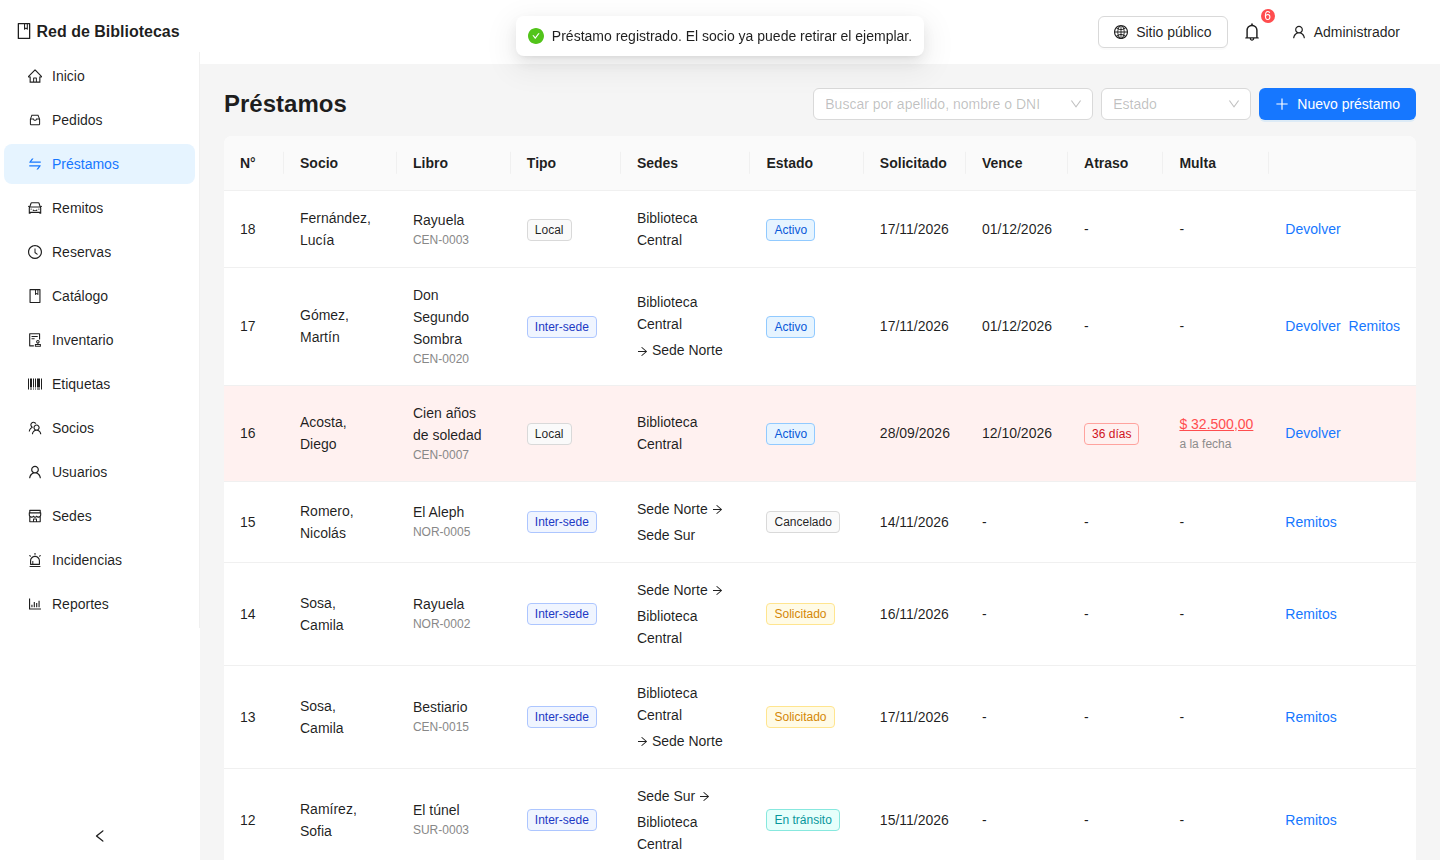 Red de Bibliotecas
Préstamo registrado. El socio ya puede retirar el ejemplar.
Sitio público
6
Administrador
Inicio
Pedidos
Préstamos
Remitos
Reservas
Catálogo
Inventario
Etiquetas
Socios
Usuarios
Sedes
Incidencias
Reportes
Préstamos
Buscar por apellido, nombre o DNI
Estado
Nuevo préstamo
N° Socio Libro Tipo Sedes Estado Solicitado Vence Atraso Multa
18
Fernández,
Lucía
Rayuela
CEN-0003
Local
Biblioteca
Central
Activo
17/11/2026
01/12/2026
-
-
Devolver
17
Gómez,
Martín
Don
Segundo
Sombra
CEN-0020
Inter-sede
Biblioteca
Central
→ Sede Norte
Activo
17/11/2026
01/12/2026
-
-
Devolver Remitos
16
Acosta,
Diego
Cien años
de soledad
CEN-0007
Local
Biblioteca
Central
Activo
28/09/2026
12/10/2026
36 días
$ 32.500,00
a la fecha
Devolver
15
Romero,
Nicolás
El Aleph
NOR-0005
Inter-sede
Sede Norte →
Sede Sur
Cancelado
14/11/2026
-
-
-
Remitos
14
Sosa,
Camila
Rayuela
NOR-0002
Inter-sede
Sede Norte →
Biblioteca
Central
Solicitado
16/11/2026
-
-
-
Remitos
13
Sosa,
Camila
Bestiario
CEN-0015
Inter-sede
Biblioteca
Central
→ Sede Norte
Solicitado
17/11/2026
-
-
-
Remitos
12
Ramírez,
Sofia
El túnel
SUR-0003
Inter-sede
Sede Sur →
Biblioteca
Central
En tránsito
15/11/2026
-
-
-
Remitos